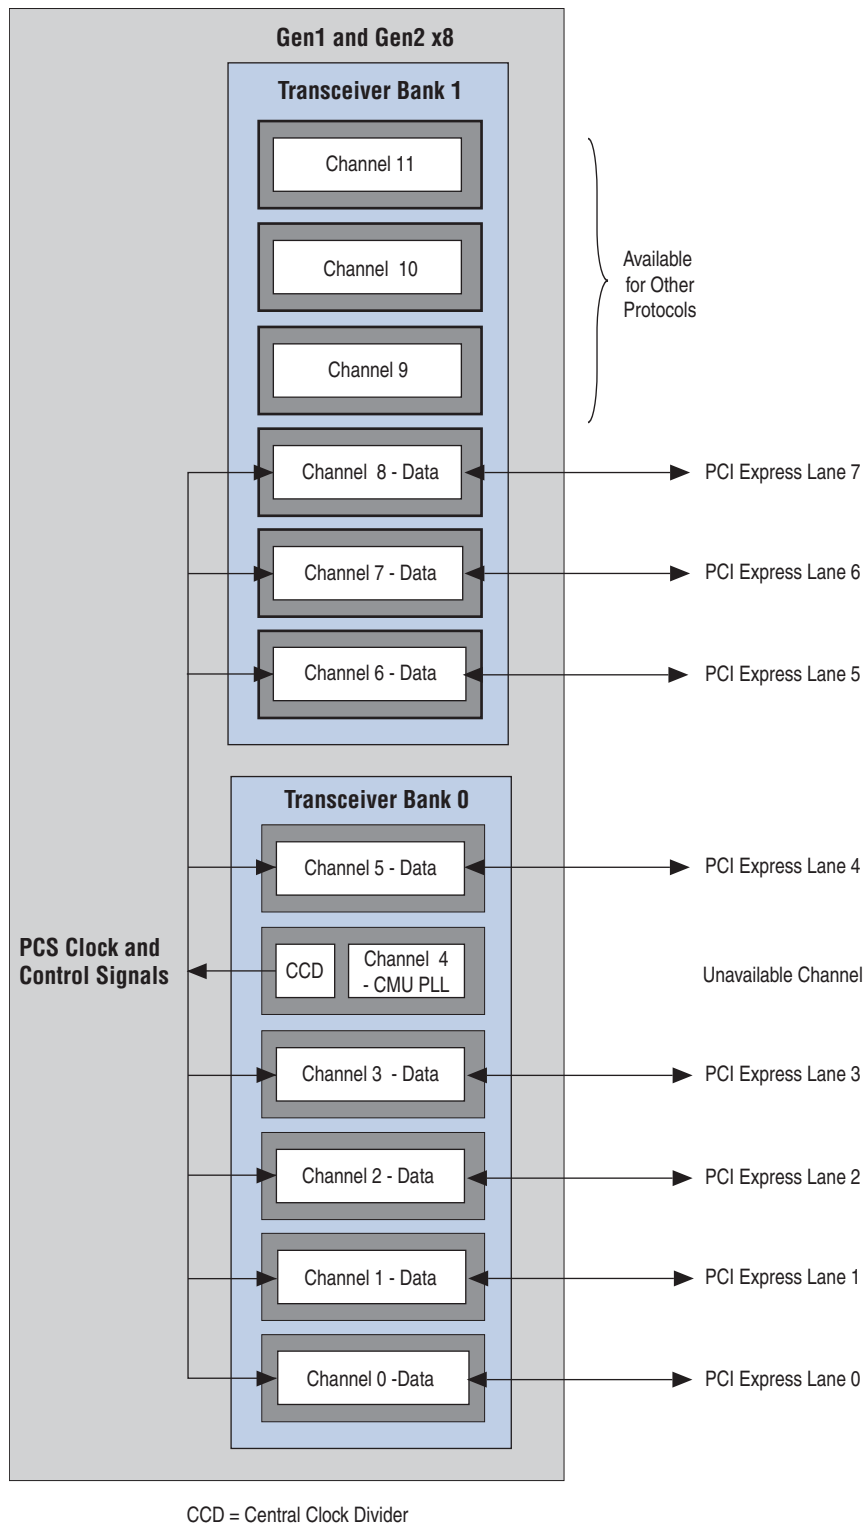 Gen1 and Gen2 x8
Transceiver Bank 1
Channel 11
Channel 10
Available
for Other
Protocols
Channel 9
Channel 8 - Data
PCI Express Lane 7
Channel 7 - Data
PCI Express Lane 6
Channel 6 - Data
PCI Express Lane 5
Transceiver Bank 0
Channel 5 - Data
PCI Express Lane 4
PCS Clock and
Control Signals
CCD
Channel 4
- CMU PLL
Unavailable Channel
Channel 3 - Data
PCI Express Lane 3
Channel 2 - Data
PCI Express Lane 2
Channel 1 - Data
PCI Express Lane 1
Channel 0 -Data
PCI Express Lane 0
CCD = Central Clock Divider